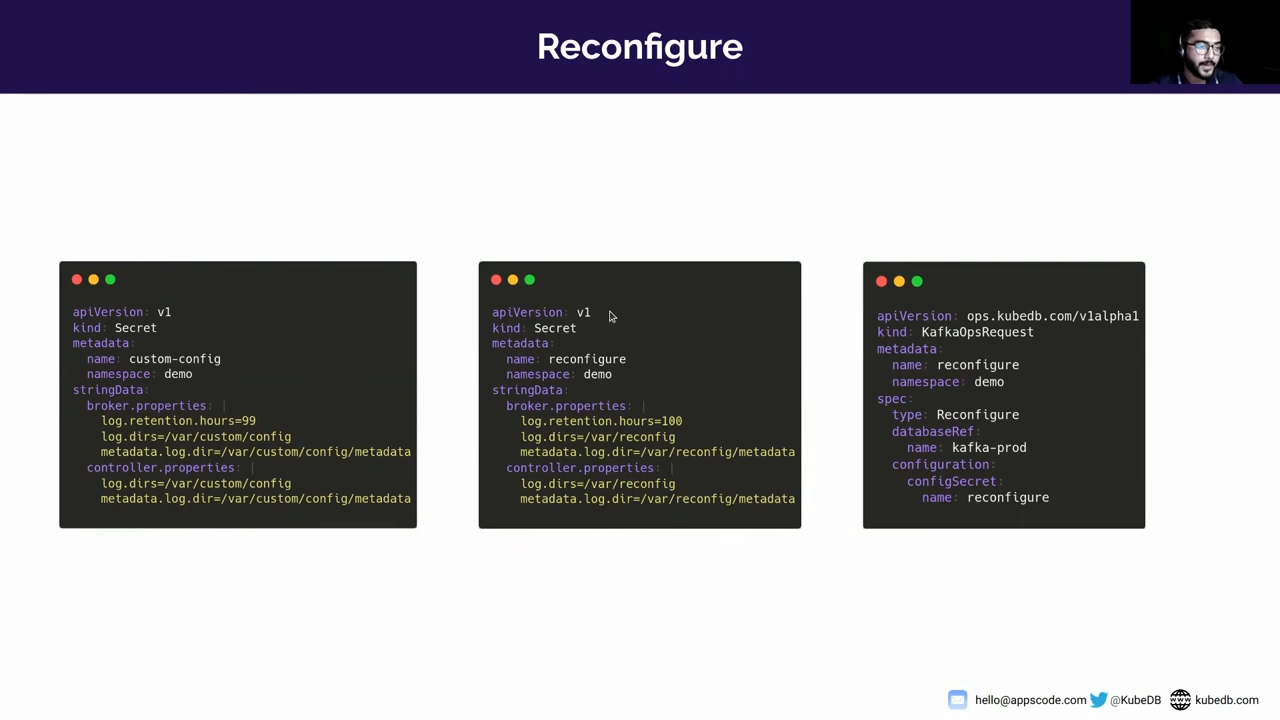 Reconfigure
apiVersion: v1
kind: Secret
metadata:
  name: custom-config
  namespace: demo
stringData:
  broker.properties: |
    log.retention.hours=99
    log.dirs=/var/custom/config
    metadata.log.dir=/var/custom/config/metadata
  controller.properties: |
    log.dirs=/var/custom/config
    metadata.log.dir=/var/custom/config/metadata
apiVersion: v1
kind: Secret
metadata:
  name: reconfigure
  namespace: demo
stringData:
  broker.properties: |
    log.retention.hours=100
    log.dirs=/var/reconfig
    metadata.log.dir=/var/reconfig/metadata
  controller.properties: |
    log.dirs=/var/reconfig
    metadata.log.dir=/var/reconfig/metadata
apiVersion: ops.kubedb.com/v1alpha1
kind: KafkaOpsRequest
metadata:
  name: reconfigure
  namespace: demo
spec:
  type: Reconfigure
  databaseRef:
    name: kafka-prod
  configuration:
    configSecret:
      name: reconfigure
hello@appscode.com @KubeDB kubedb.com